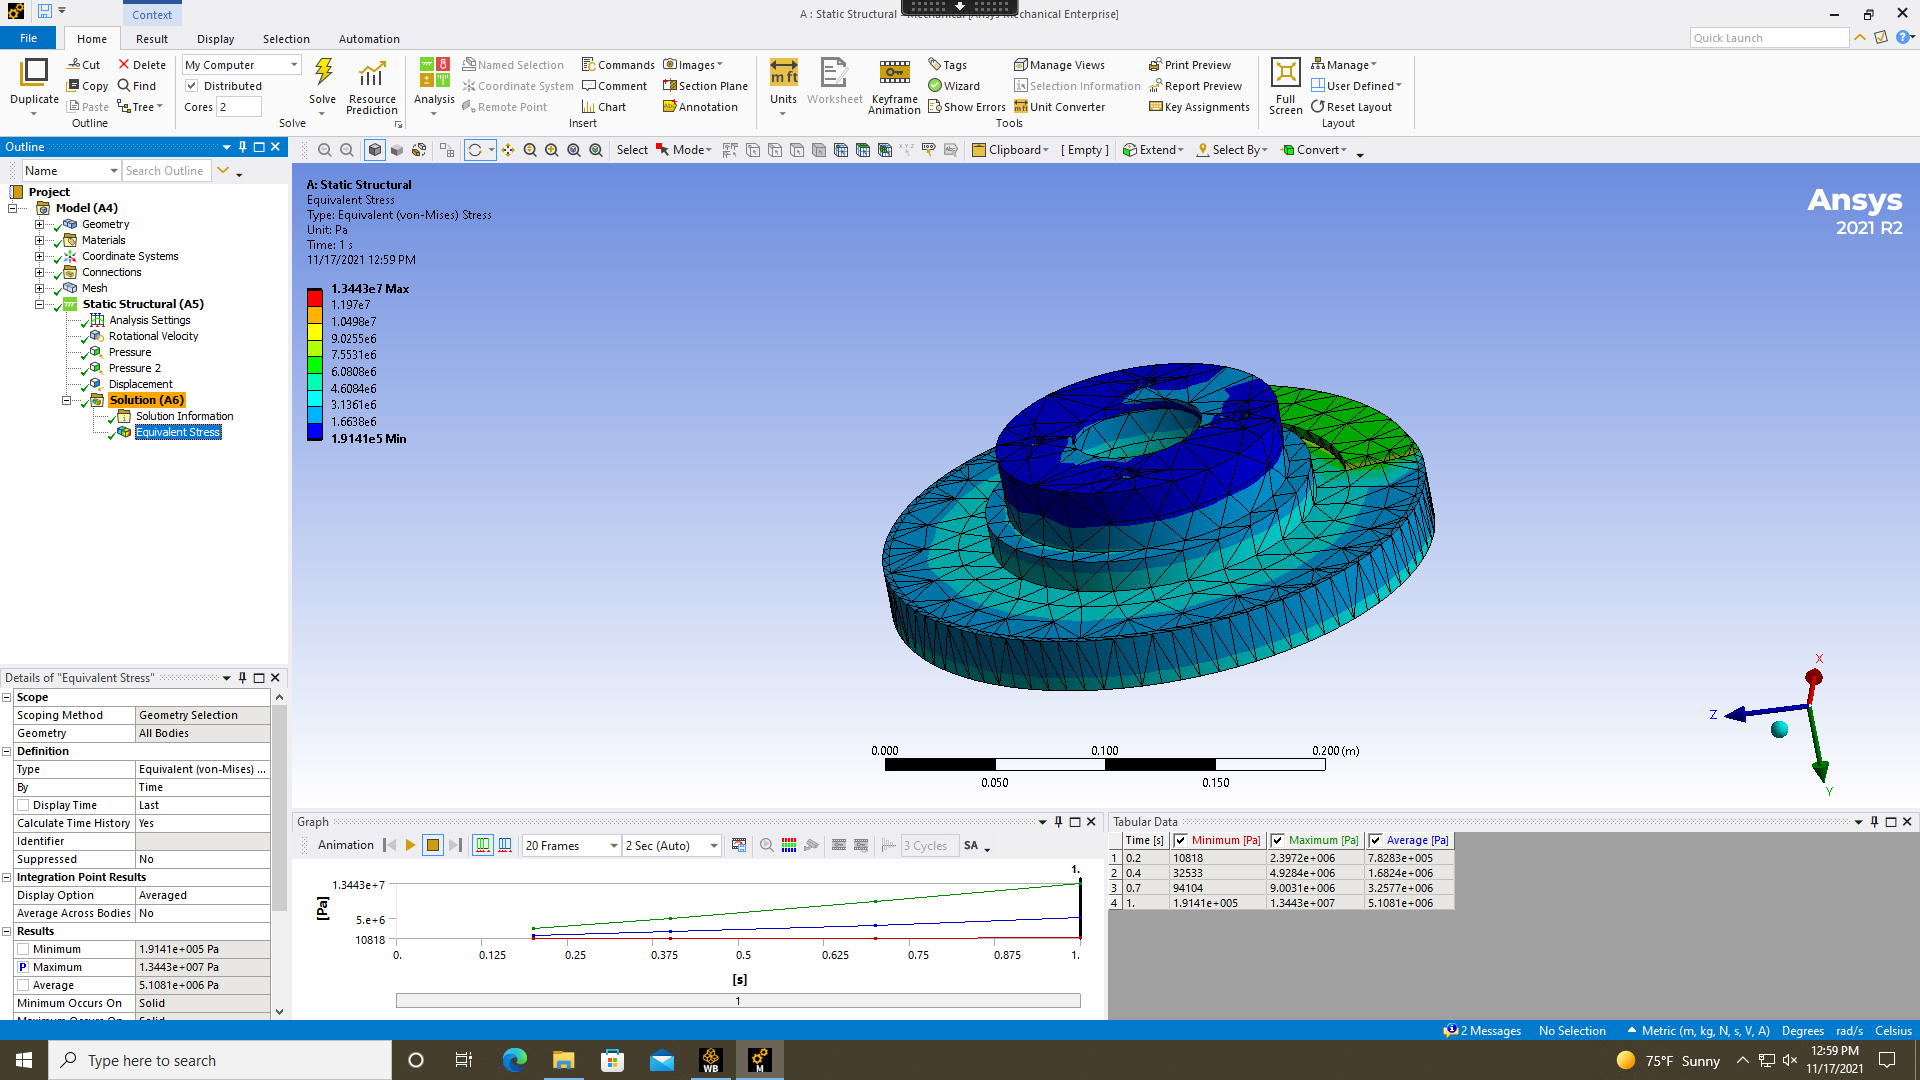 Context
A : Static Structural - Mechanical [Ansys Mechanical Enterprise]
File Home Result Display Selection Automation
Quick Launch
Duplicate
Cut
Copy
Paste
Delete
Find
Tree
Outline
My Computer
Distributed
Cores 2
Solve
Resource Prediction
Solve
Analysis
Named Selection
Coordinate System
Remote Point
Commands
Comment
Chart
Images
Section Plane
Annotation
Insert
Units
Worksheet
Keyframe Animation
Tags
Wizard
Show Errors
Manage Views
Selection Information
Unit Converter
Print Preview
Report Preview
Key Assignments
Tools
Full Screen
Manage
User Defined
Reset Layout
Layout
Outline
Name Search Outline
Project
Model (A4)
Geometry
Materials
Coordinate Systems
Connections
Mesh
Static Structural (A5)
Analysis Settings
Rotational Velocity
Pressure
Pressure 2
Displacement
Solution (A6)
Solution Information
Equivalent Stress
Select Mode Clipboard [ Empty ] Extend Select By Convert
A: Static Structural
Equivalent Stress
Type: Equivalent (von-Mises) Stress
Unit: Pa
Time: 1 s
11/17/2021 12:59 PM
1.3443e7 Max
1.197e7
1.0498e7
9.0255e6
7.5531e6
6.0808e6
4.6084e6
3.1361e6
1.6638e6
1.9141e5 Min
Ansys
2021 R2
X
Z
Y
0.000 0.100 0.200 (m)
0.050 0.150
Details of "Equivalent Stress"
Scope
Scoping Method Geometry Selection
Geometry All Bodies
Definition
Type Equivalent (von-Mises) ...
By Time
Display Time Last
Calculate Time History Yes
Identifier
Suppressed No
Integration Point Results
Display Option Averaged
Average Across Bodies No
Results
Minimum 1.9141e+005 Pa
P Maximum 1.3443e+007 Pa
Average 5.1081e+006 Pa
Minimum Occurs On Solid
Graph
Animation 20 Frames 2 Sec (Auto) 3 Cycles SA
1.
1.3443e+7
5.e+6
10818
[Pa]
0. 0.125 0.25 0.375 0.5 0.625 0.75 0.875 1.
[s]
1
Tabular Data
Time [s] Minimum [Pa] Maximum [Pa] Average [Pa]
1 0.2 10818 2.3972e+006 7.8283e+005
2 0.4 32533 4.9284e+006 1.6824e+006
3 0.7 94104 9.0031e+006 3.2577e+006
4 1. 1.9141e+005 1.3443e+007 5.1081e+006
2 Messages No Selection Metric (m, kg, N, s, V, A) Degrees rad/s Celsius
Type here to search
WB
M
75°F Sunny
12:59 PM
11/17/2021